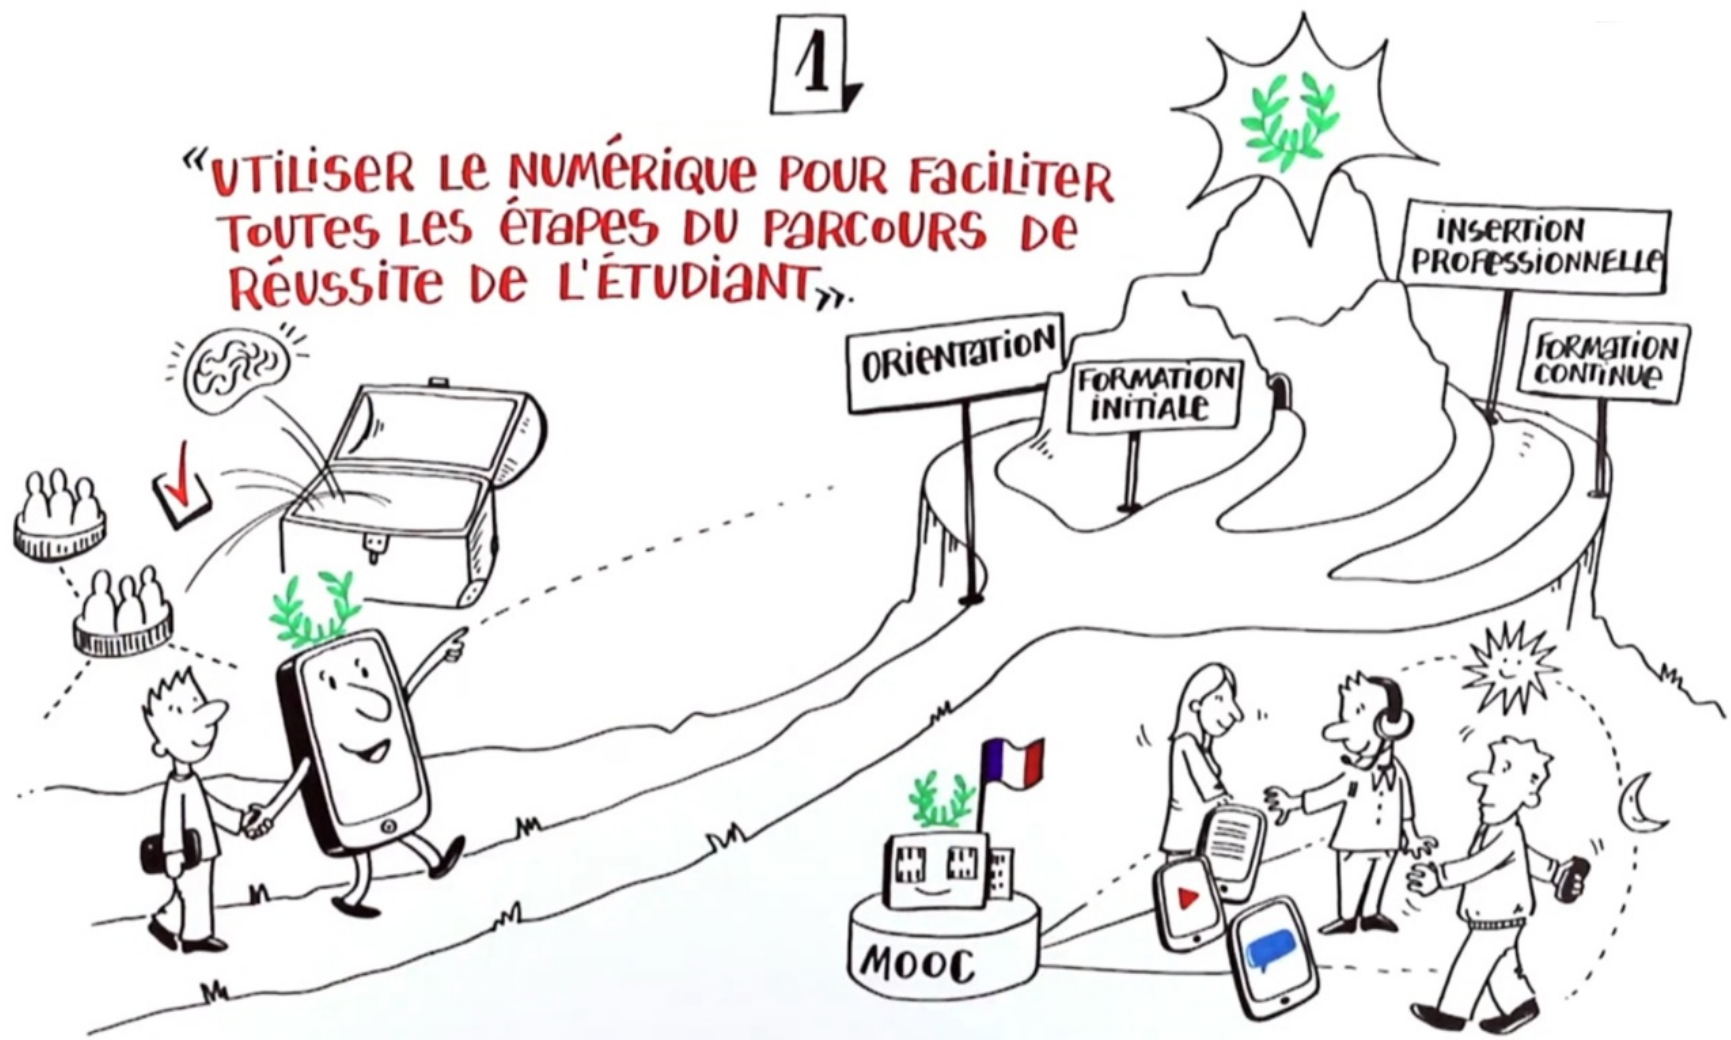 1
"UTILISER LE NUMÉRIQUE POUR FACILITER
TOUTES LES ÉTAPES DU PARCOURS DE
RÉUSSITE DE L'ÉTUDIANT".
INSERTION
PROFESSIONNELLE
ORIENTATION
FORMATION
INITIALE
FORMATION
CONTINUE
MOOC